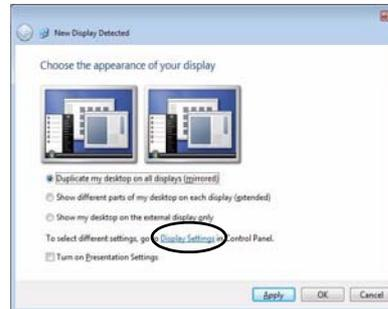 New Display Detected
Choose the appearance of your display
Duplicate my desktop on all displays (mirrored)
Show different parts of my desktop on each display (extended)
Show my desktop on the external display only
To select different settings, go to Display Settings in Control Panel.
Turn on Presentation Settings
Apply OK Cancel